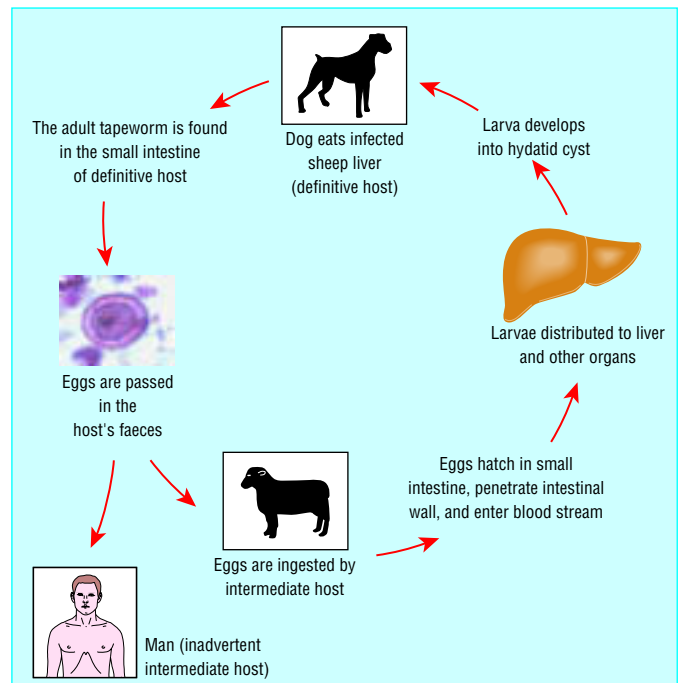 Dog eats infected
sheep liver
(definitive host)
The adult tapeworm is found
in the small intestine
of definitive host
Eggs are passed
in the
host's faeces
Man (inadvertent
intermediate host)
Eggs are ingested by
intermediate host
Eggs hatch in small
intestine, penetrate intestinal
wall, and enter blood stream
Larvae distributed to liver
and other organs
Larva develops
into hydatid cyst